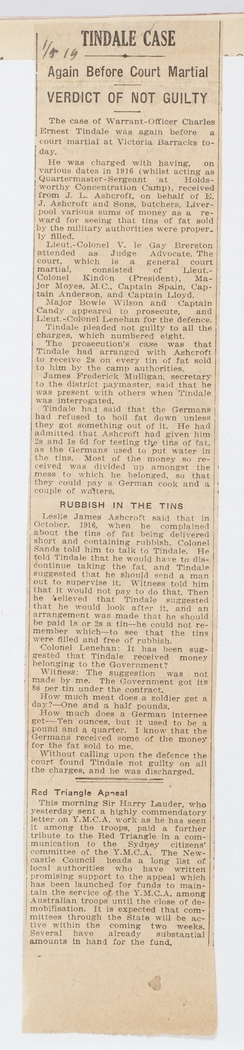 1/5 19
TINDALE CASE
Again Before Court Martial
VERDICT OF NOT GUILTY
The case of Warrant-Officer Charles
Ernest Tindale was again before a
court martial at Victoria Barracks to-
day.
He was charged with having, on
various dates in 1916 (whilst acting as
Quartermaster-Sergeant at Holds-
worthy Concentration Camp), received
from J. L. Ashcroft, on behalf of E.
J. Ashcroft and Sons, butchers, Liver-
pool various sums of money as a re-
ward for seeing that tins of fat sold
by the military authorities were proper-
ly filled.
Lieut.-Colonel V. le Gay Brereton
attended as Judge Advocate. The
court, which is a general court
martial, consisted of Lieut.-
Colonel Kindon (President), Ma-
jor Moyes, M.C., Captain Spain, Cap-
tain Anderson, and Captain Lloyd.
Major Bowie Wilson and Captain
Candy appeared to prosecute, and
Lieut.-Colonel Lenehan for the defence.
Tindale pleaded not guilty to all the
charges, which numbered eight.
The prosecution's case was that
Tindale had arranged with Ashcroft
to receive 2s on every tin of fat sold
to him by the camp authorities.
James Frederick Mulligan, secretary
to the district paymaster, said that he
was present with others when Tindale
was interrogated.
Tindale had said that the Germans
had refused to boil fat down unless
they got something out of it. He had
admitted that Ashcroft had given him
2s and 1s 6d for testing the tins of fat,
as the Germans used to put water in
the tins. Most of the money so re-
ceived was divided up amongst the
mess to which he belonged, so that
they could pay a German cook and a
couple of waiters.
RUBBISH IN THE TINS
Leslie James Ashcroft said that in
October, 1916, when he complained
about the tins of fat being delivered
short and containing rubbish, Colonel
Sands told him to talk to Tindale. He
told Tindale that he would have to dis-
continue taking the fat, and Tindale
suggested that he should send a man
out to supervise it. Witness told him
that it would not pay to do that. Then
he believed that Tindale suggested
that he would look after it, and an
arrangement was made that he should
be paid 1s or 2s a tin—he could not re-
member which—to see that the tins
were filled and free of rubbish.
Colonel Lenehan: It has been sug-
gested that Tindale received money
belonging to the Government?
Witness: The suggestion was not
made by me. The Government got its
8s per tin under the contract.
How much meat does a soldier get a
day?—One and a half pounds.
How much does a German internee
get—Ten ounces, but it used to be a
pound and a quarter. I know that the
Germans received some of the money
for the fat sold to me.
Without calling upon the defence the
court found Tindale not guilty on all
the charges, and he was discharged.
Red Triangle Appeal
This morning Sir Harry Lauder, who
yesterday sent a highly commendatory
letter on Y.M.C.A. work as he has seen
it among the troops, paid a further
tribute to the Red Triangle in a com-
munication to the Sydney citizens'
committee of the Y.M.C.A. The New-
castle Council heads a long list of
local authorities who have written
promising support to the appeal which
has been launched for funds to main-
tain the service of the Y.M.C.A. among
Australian troops until the close of de-
mobilisation. It is expected that com-
mittees through the State will be ac-
tive within the coming two weeks.
Several have already substantial
amounts in hand for the fund.